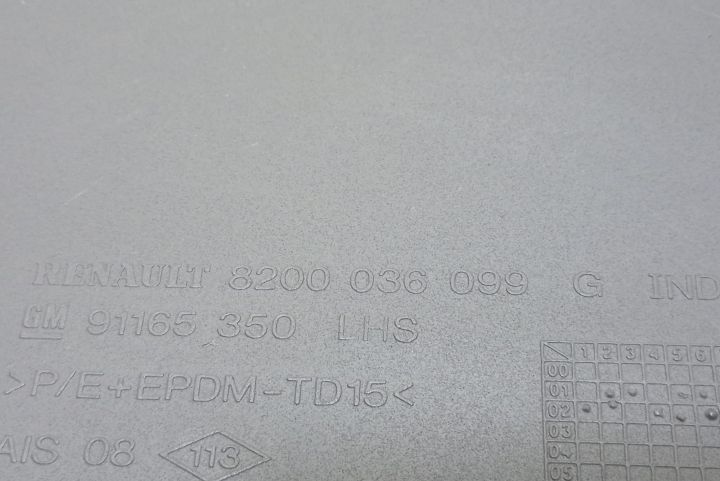 RENAULT 8200 036 099 G IND
GM 91165 350 LHS
>P/E+EPDM-TD15<
AIS 08 113
/ 1 2 3 4 5 6
00
01
02
03
04
05